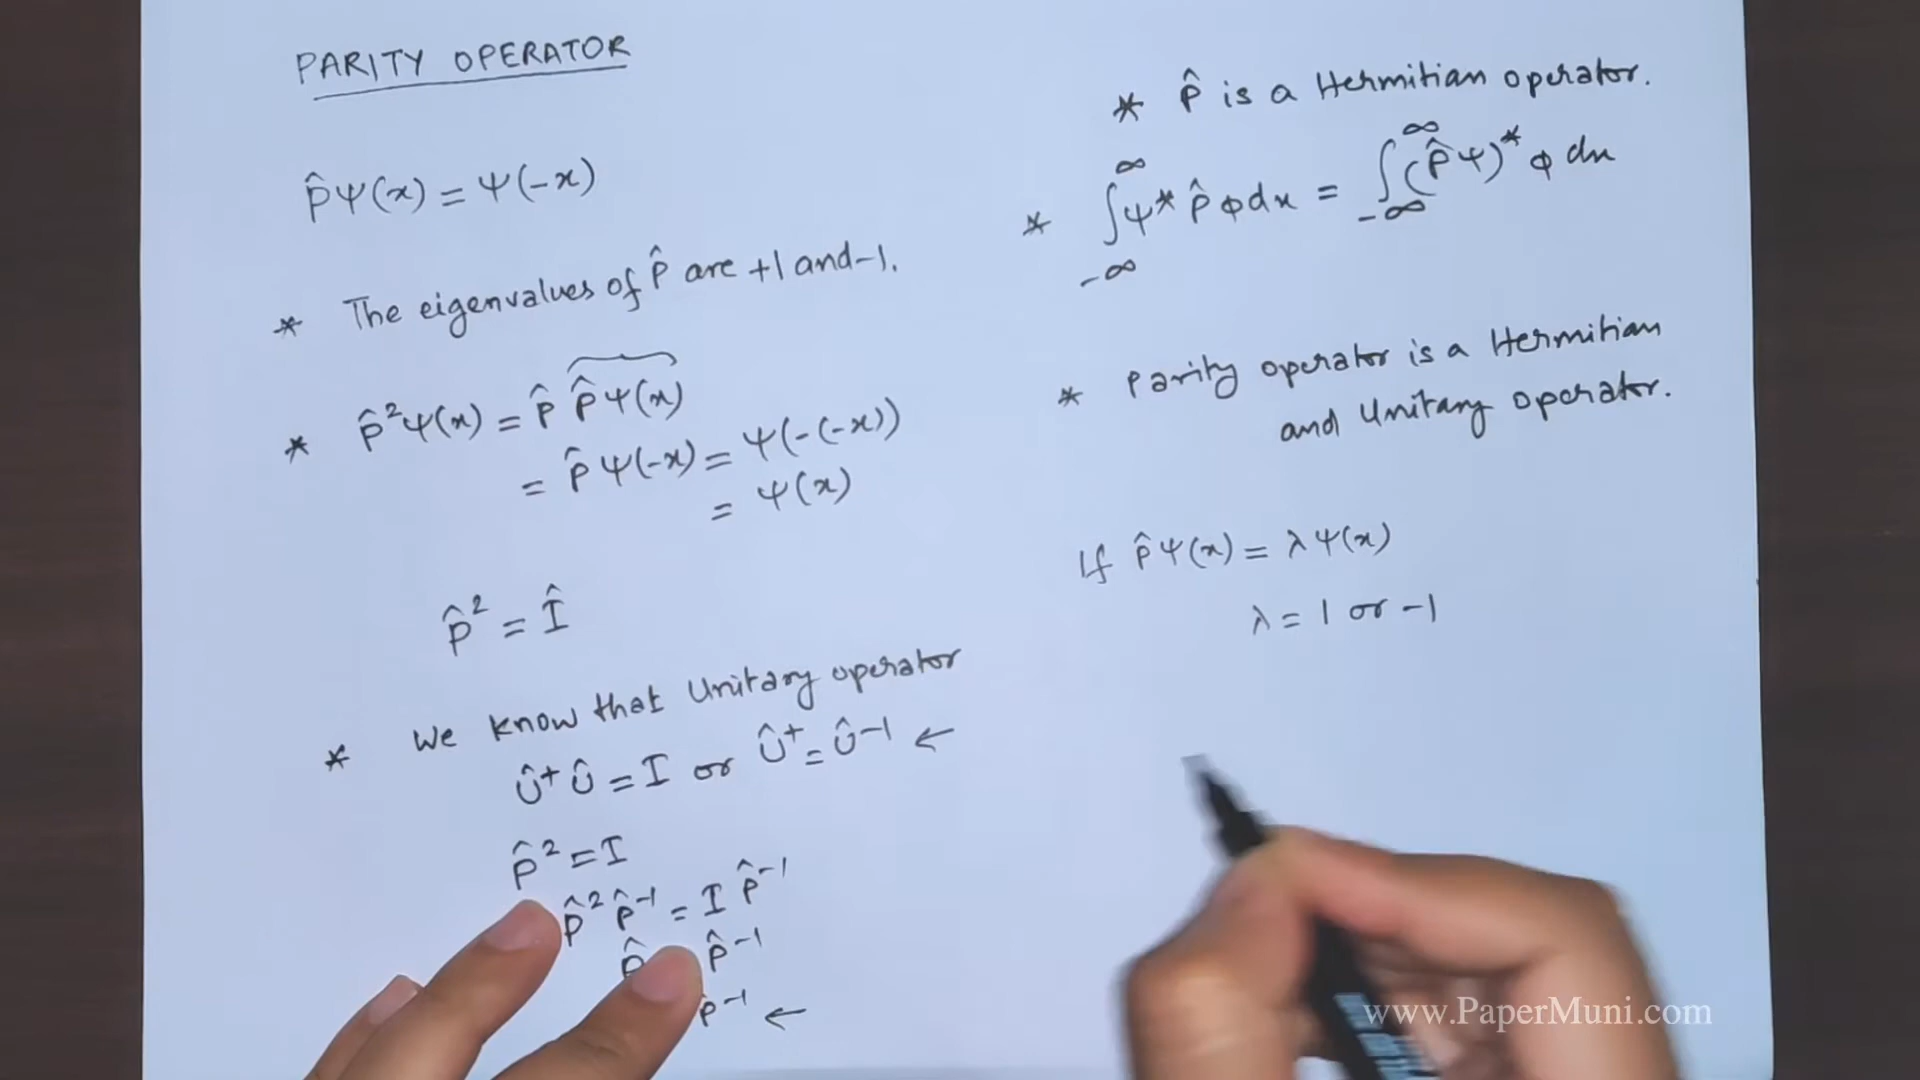 PARITY OPERATOR
P̂Ψ(x) = Ψ(-x)
* The eigenvalues of P̂ are +1 and -1.
* P̂²Ψ(x) = P̂ P̂Ψ(x)
= P̂Ψ(-x) = Ψ(-(-x))
= Ψ(x)
P̂² = Î
* We know that Unitary operator
Û⁺Û = I or Û⁺ = Û⁻¹ ←
P̂² = I
P̂² P̂⁻¹ = I P̂⁻¹
P̂ P̂⁻¹
P⁻¹ ←
* P̂ is a Hermitian operator.
* ∫_{-∞}^{∞} Ψ* P̂ Φ dx = ∫_{-∞}^{∞} (P̂Ψ)* Φ dx
* Parity operator is a Hermitian
and Unitary operator.
If P̂Ψ(x) = λΨ(x)
λ = 1 or -1
www.PaperMuni.com